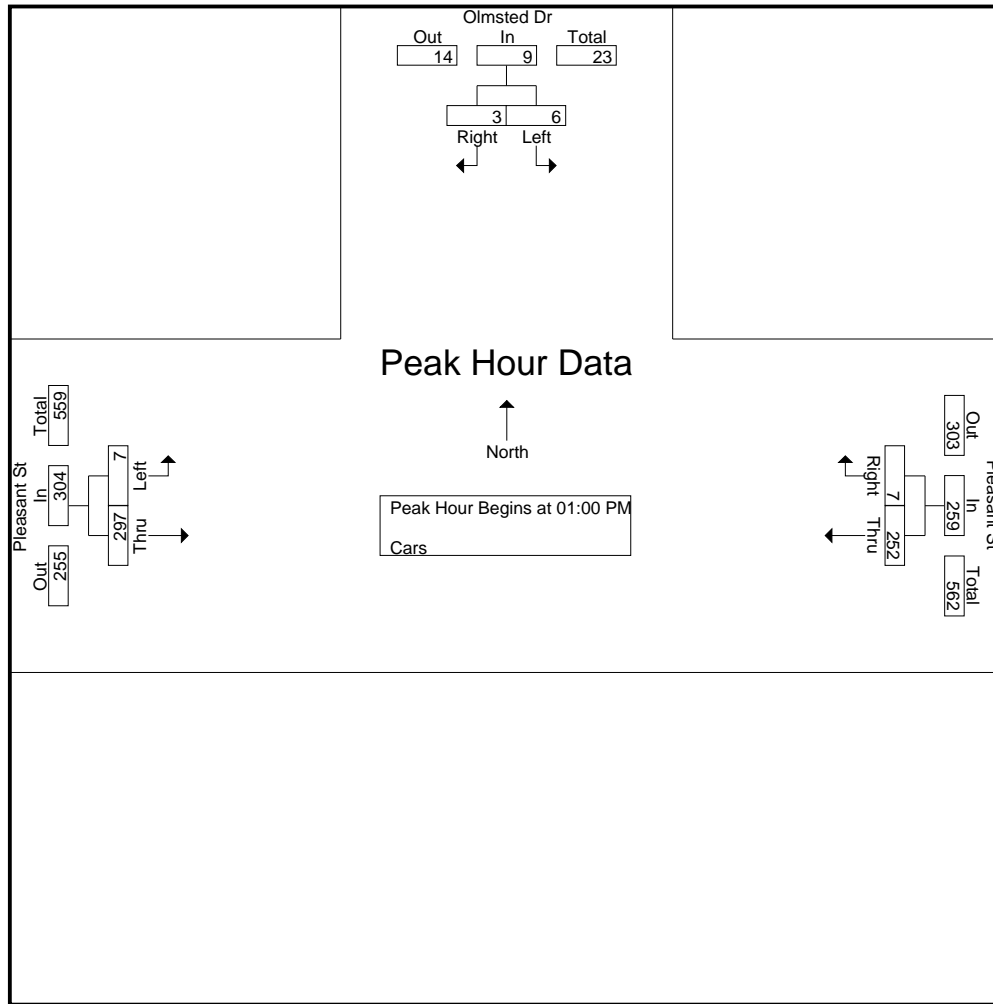 Olmsted Dr
Out In Total
14 9 23
3 6
Right Left
Peak Hour Data
North
Peak Hour Begins at 01:00 PM
Cars
Pleasant St
Out In Total
255 304 559
297 7
Thru Left
Pleasant St
Out In Total
303 259 562
Right Thru
7 252